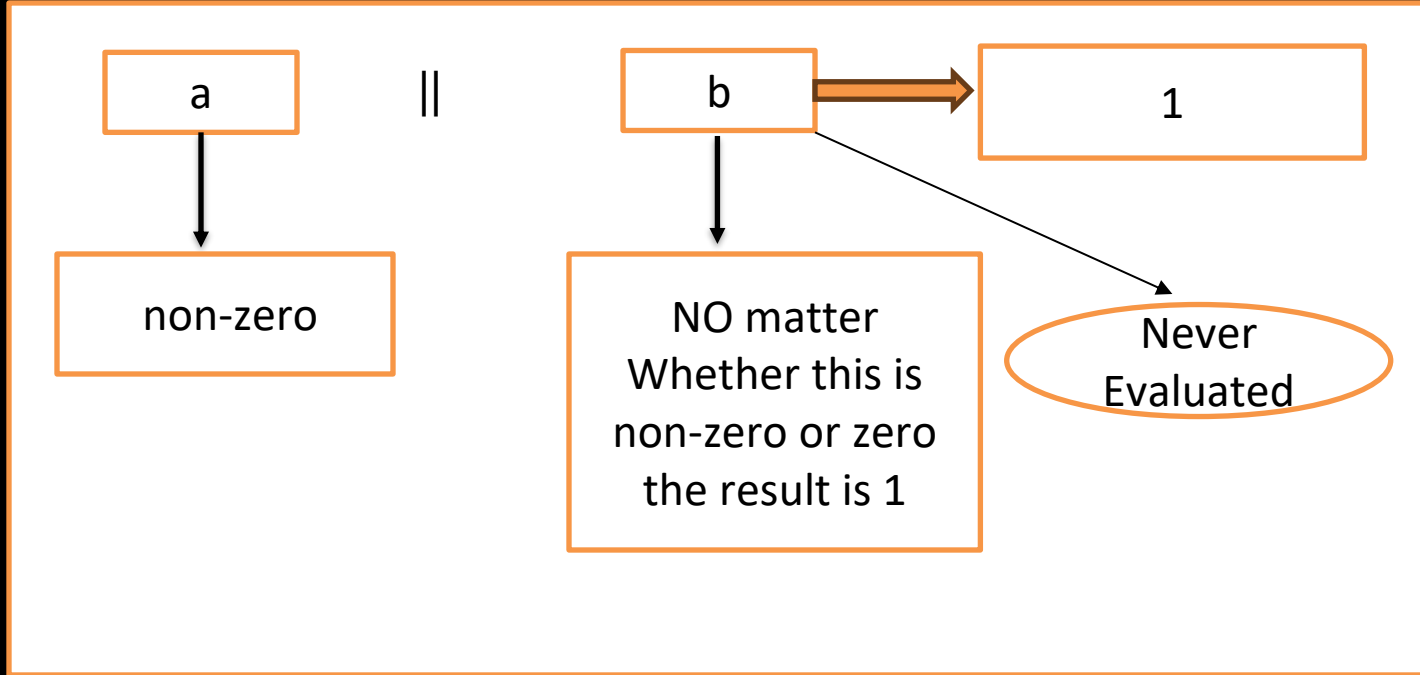 a || b 1
non-zero
NO matter
Whether this is
non-zero or zero
the result is 1
Never
Evaluated